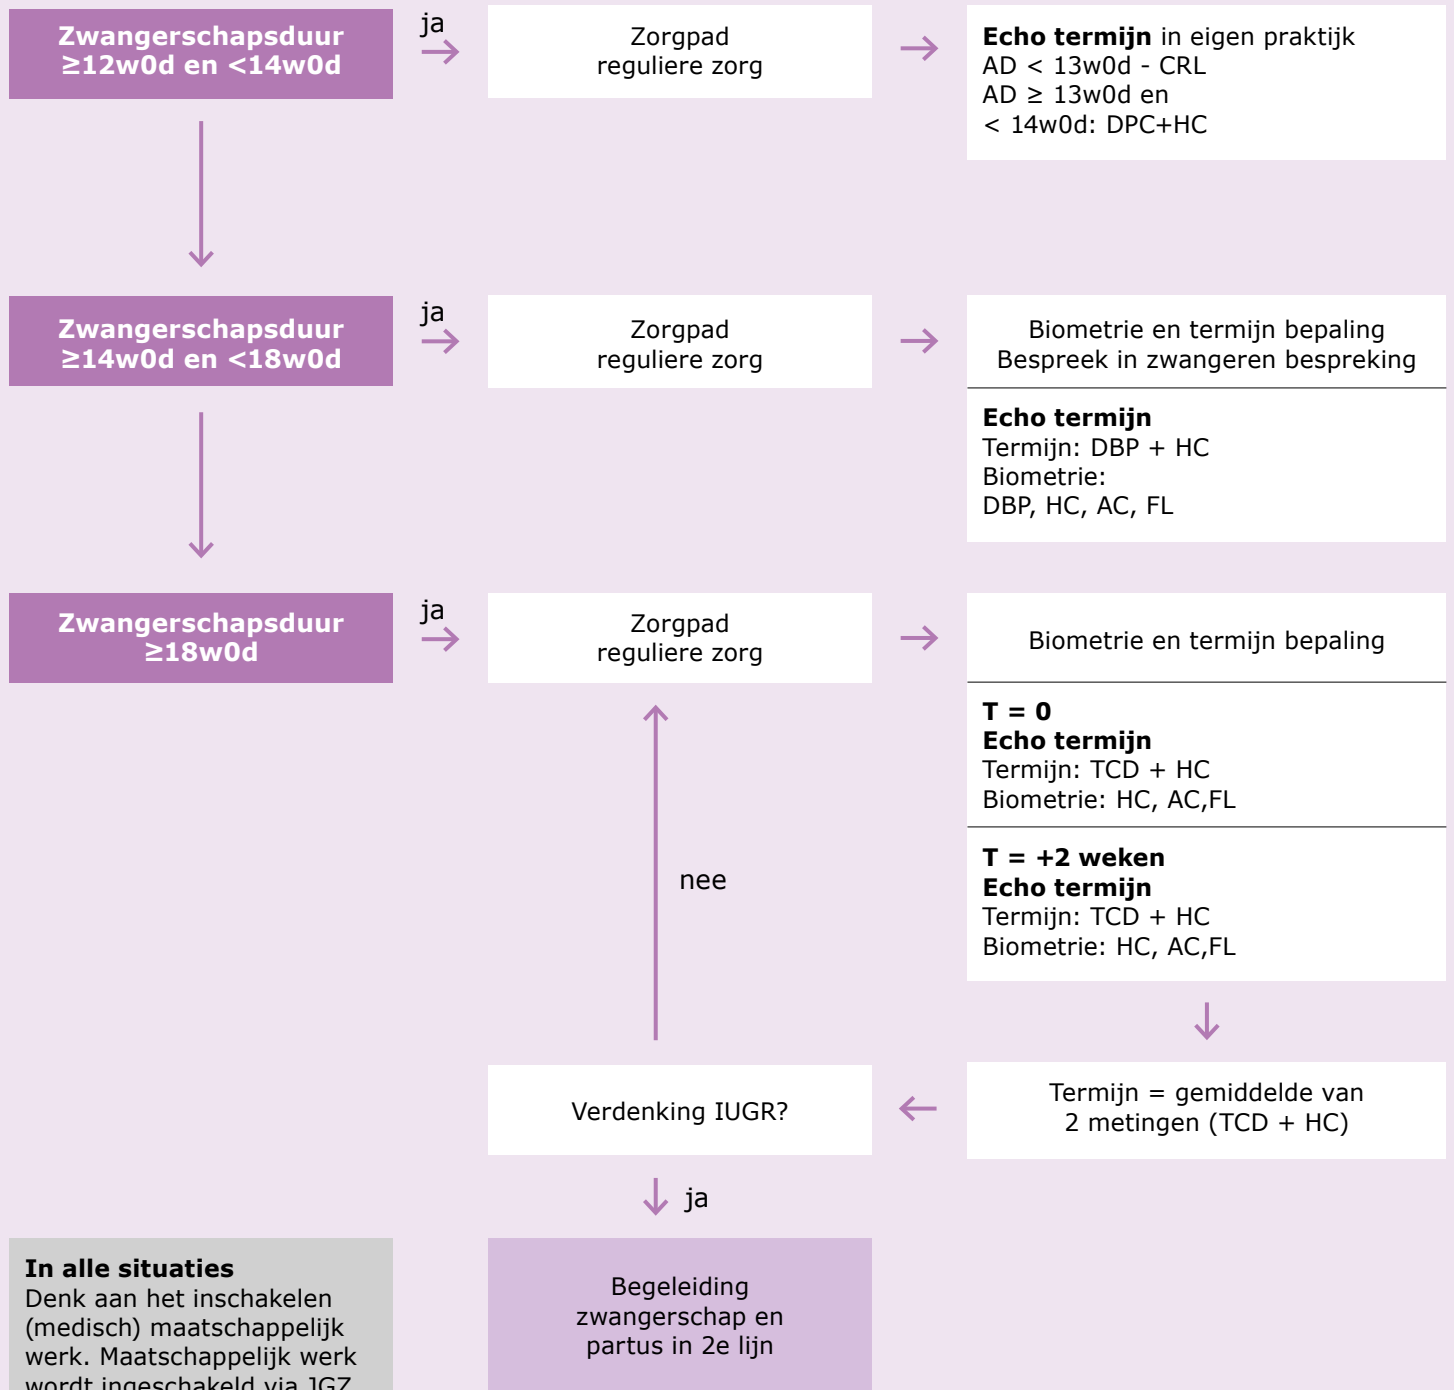 Zwangerschapsduur
≥12w0d en <14w0d
ja
Zorgpad
reguliere zorg
Echo termijn in eigen praktijk
AD < 13w0d - CRL
AD ≥ 13w0d en
< 14w0d: DPC+HC
Zwangerschapsduur
≥14w0d en <18w0d
ja
Zorgpad
reguliere zorg
Biometrie en termijn bepaling
Bespreek in zwangeren bespreking
Echo termijn
Termijn: DBP + HC
Biometrie:
DBP, HC, AC, FL
Zwangerschapsduur
≥18w0d
ja
Zorgpad
reguliere zorg
Biometrie en termijn bepaling
T = 0
Echo termijn
Termijn: TCD + HC
Biometrie: HC, AC,FL
T = +2 weken
Echo termijn
Termijn: TCD + HC
Biometrie: HC, AC,FL
nee
Termijn = gemiddelde van
2 metingen (TCD + HC)
Verdenking IUGR?
ja
Begeleiding
zwangerschap en
partus in 2e lijn
In alle situaties
Denk aan het inschakelen
(medisch) maatschappelijk
werk. Maatschappelijk werk
wordt ingeschakeld via JGZ